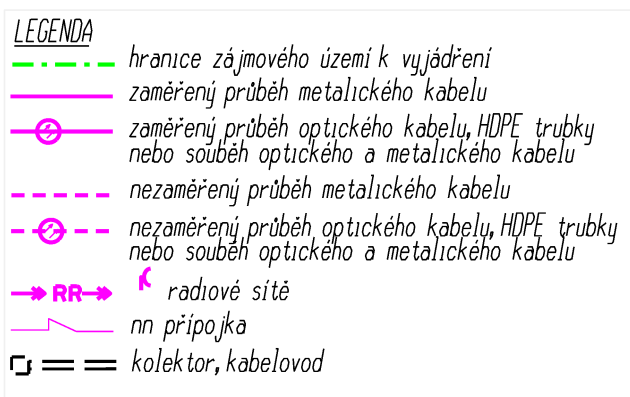 LEGENDA
hranice zájmového území k vyjádření
zaměřený průběh metalického kabelu
zaměřený průběh optického kabelu, HDPE trubky
nebo souběh optického a metalického kabelu
nezaměřený průběh metalického kabelu
nezaměřený průběh optického kabelu, HDPE trubky
nebo souběh optického a metalického kabelu
RR radiové sítě
nn přípojka
kolektor, kabelovod